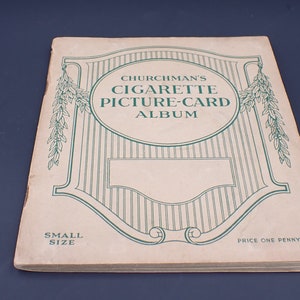 CHURCHMAN'S
CIGARETTE
PICTURE-CARD
ALBUM
SMALL
SIZE
PRICE ONE PENNY